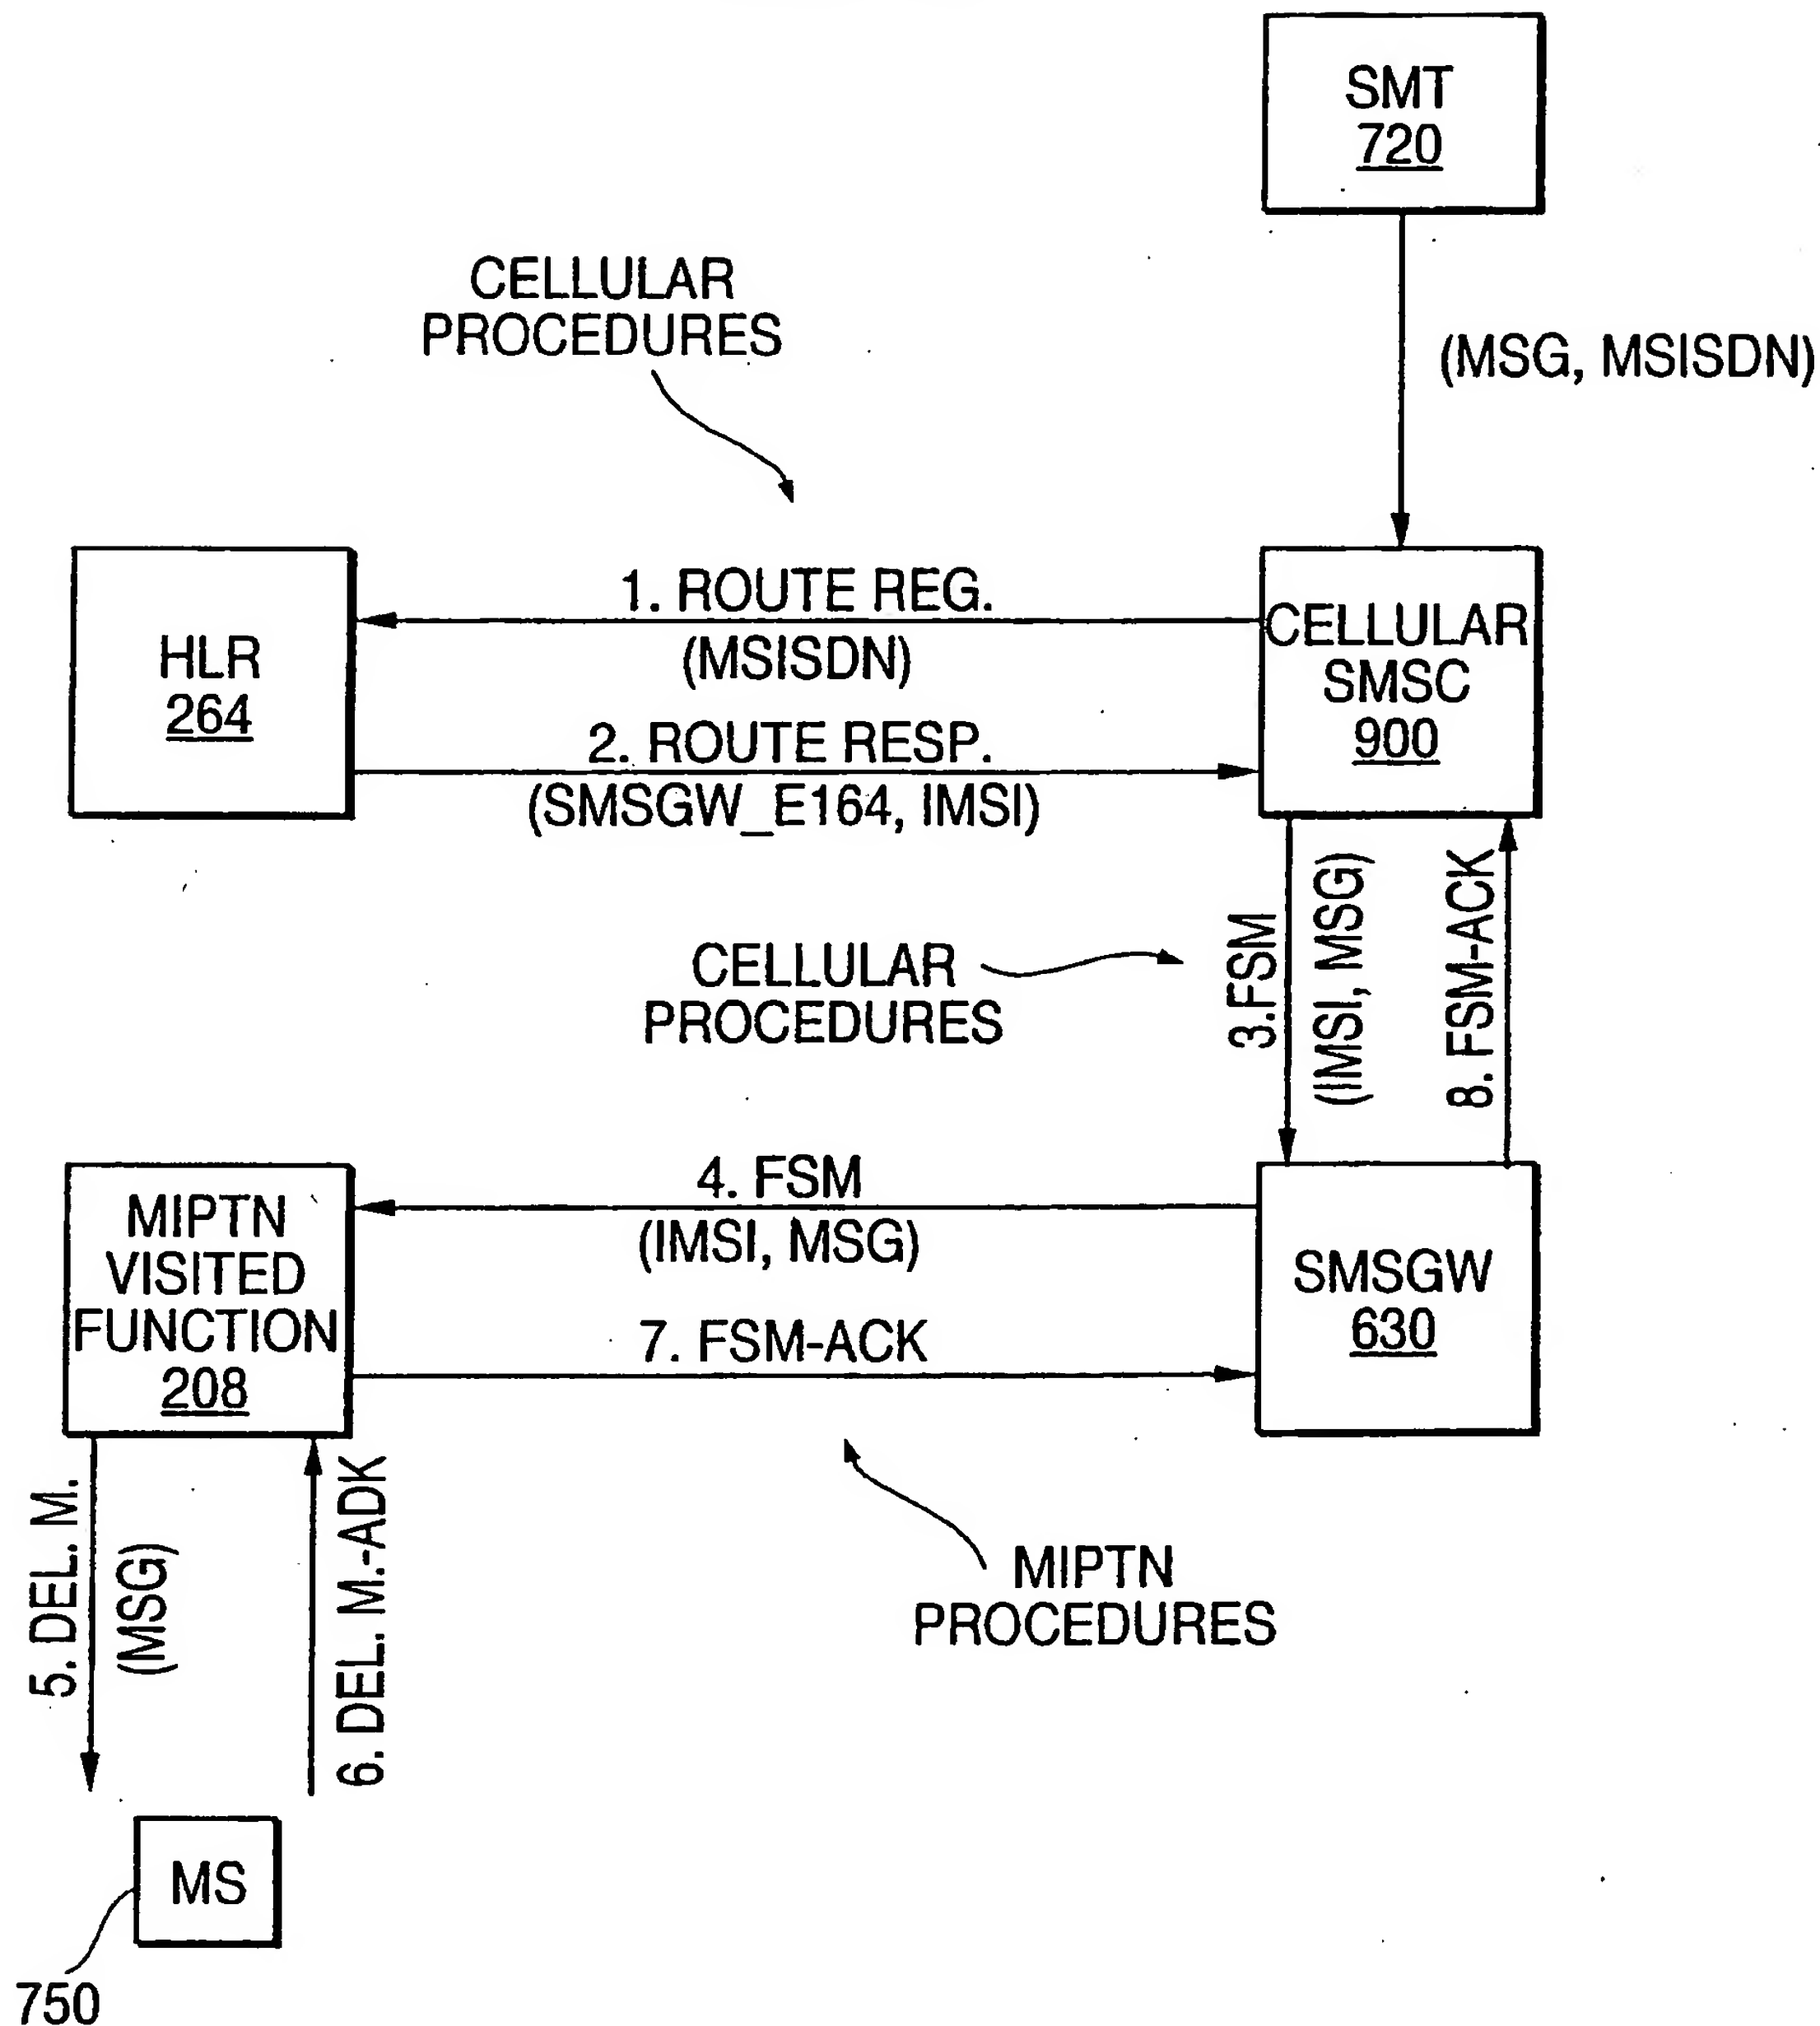 SMT
720
CELLULAR
PROCEDURES
(MSG, MSISDN)
1. ROUTE REG.
(MSISDN)
HLR
264
CELLULAR
SMSC
900
2. ROUTE RESP.
(SMSGW_E164, IMSI)
CELLULAR
PROCEDURES
3.FSM
(IMSI, MSG)
8. FSM-ACK
4. FSM
(IMSI, MSG)
MIPTN
VISITED
FUNCTION
208
SMSGW
630
7. FSM-ACK
5. DEL. M.
(MSG)
6. DEL. M.-ADK
MIPTN
PROCEDURES
MS
750